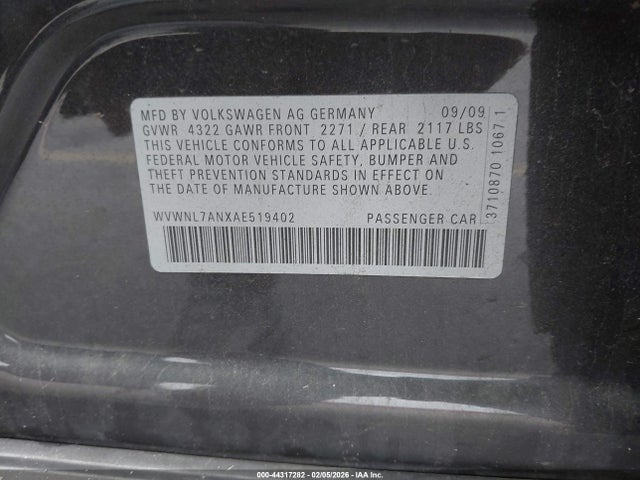 MFD BY VOLKSWAGEN AG GERMANY 09/09
GVWR 4322 GAWR FRONT 2271 / REAR 2117 LBS
THIS VEHICLE CONFORMS TO ALL APPLICABLE U.S.
FEDERAL MOTOR VEHICLE SAFETY, BUMPER AND
THEFT PREVENTION STANDARDS IN EFFECT ON
THE DATE OF MANUFACTURE SHOWN ABOVE.
WVWNL7ANXAE519402 PASSENGER CAR
3710870 1067 1
000-44317282 - 02/05/2026 - IAAI.com